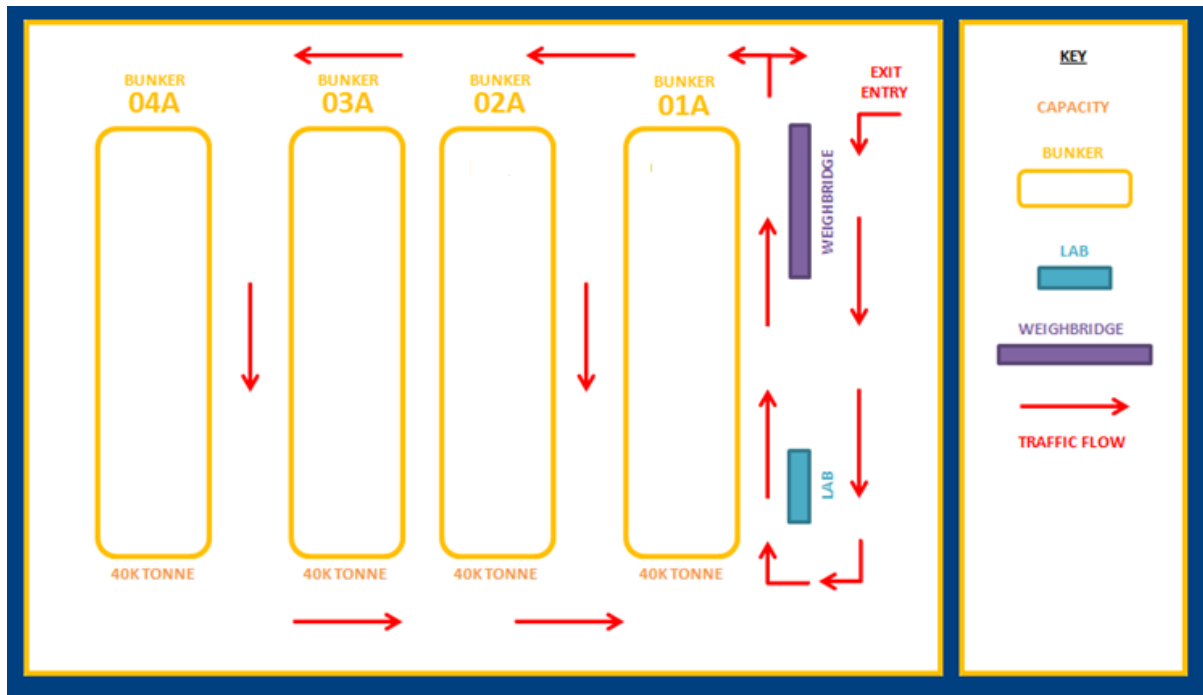 BUNKER
04A
BUNKER
03A
BUNKER
02A
BUNKER
01A
EXIT
ENTRY
WEIGHBRIDGE
LAB
40K TONNE
40K TONNE
40K TONNE
40K TONNE
KEY
CAPACITY
BUNKER
LAB
WEIGHBRIDGE
TRAFFIC FLOW